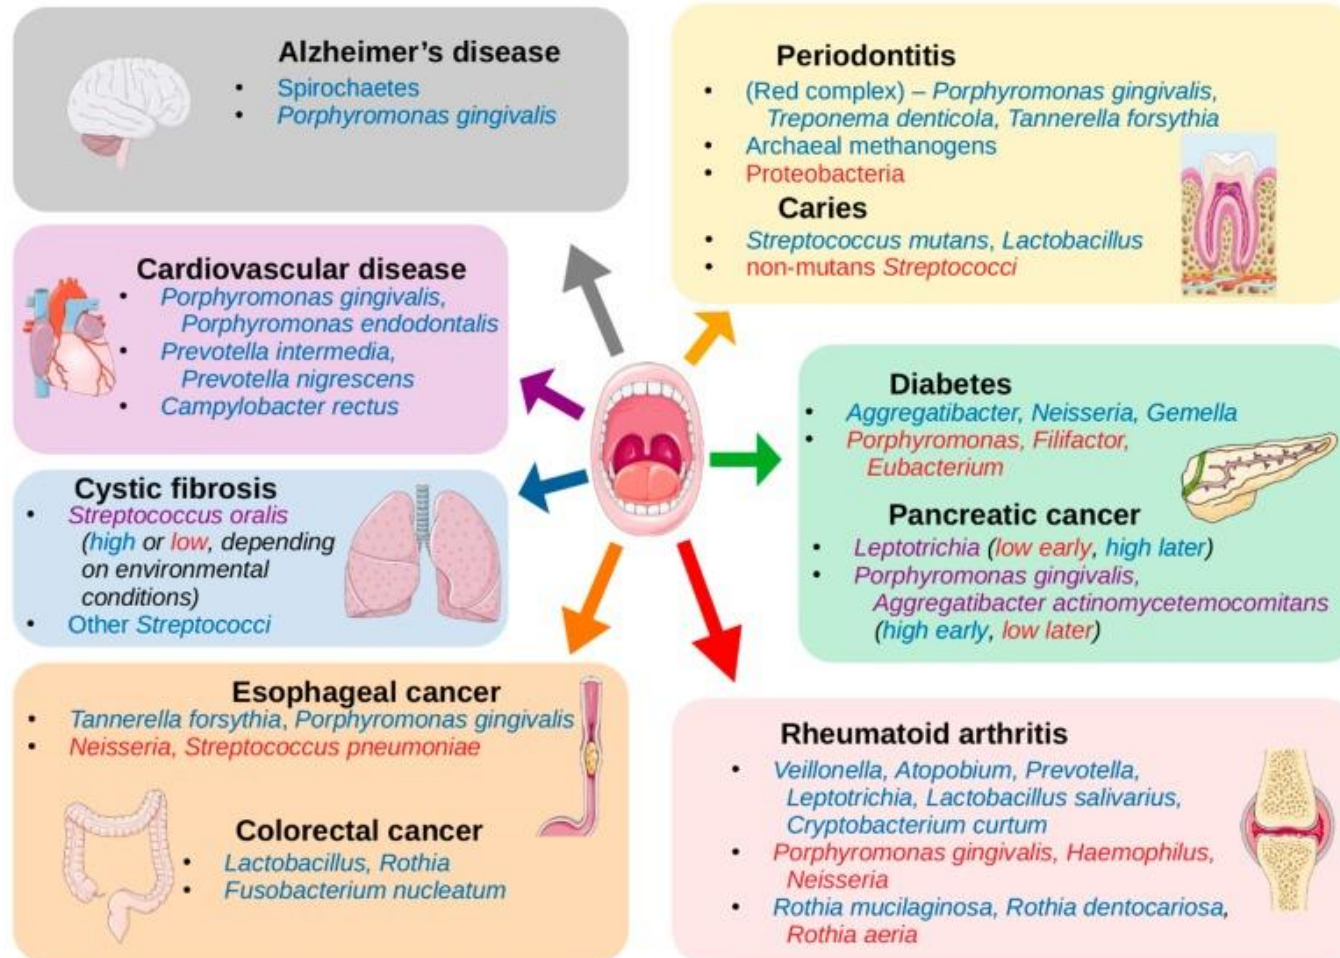 Alzheimer's disease
• Spirochaetes
• Porphyromonas gingivalis
Periodontitis
• (Red complex) – Porphyromonas gingivalis,
Treponema denticola, Tannerella forsythia
• Archaeal methanogens
• Proteobacteria
Caries
• Streptococcus mutans, Lactobacillus
• non-mutans Streptococci
Cardiovascular disease
• Porphyromonas gingivalis,
Porphyromonas endodontalis
• Prevotella intermedia,
Prevotella nigrescens
• Campylobacter rectus
Diabetes
• Aggregatibacter, Neisseria, Gemella
• Porphyromonas, Filifactor,
Eubacterium
Pancreatic cancer
• Leptotrichia (low early, high later)
• Porphyromonas gingivalis,
Aggregatibacter actinomycetemcomitans
(high early, low later)
Cystic fibrosis
• Streptococcus oralis
(high or low, depending
on environmental
conditions)
• Other Streptococci
Esophageal cancer
• Tannerella forsythia, Porphyromonas gingivalis
• Neisseria, Streptococcus pneumoniae
Colorectal cancer
• Lactobacillus, Rothia
• Fusobacterium nucleatum
Rheumatoid arthritis
• Veillonella, Atopobium, Prevotella,
Leptotrichia, Lactobacillus salivarius,
Cryptobacterium curtum
• Porphyromonas gingivalis, Haemophilus,
Neisseria
• Rothia mucilaginosa, Rothia dentocariosa,
Rothia aeria